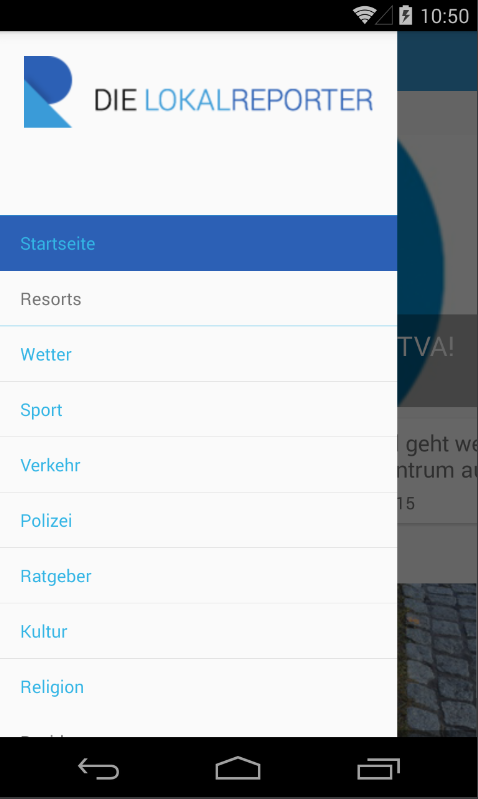 10:50
DIE LOKALREPORTER
Startseite
Resorts
Wetter
Sport
Verkehr
Polizei
Ratgeber
Kultur
Religion
TVA!
geht we
ntrum au
15